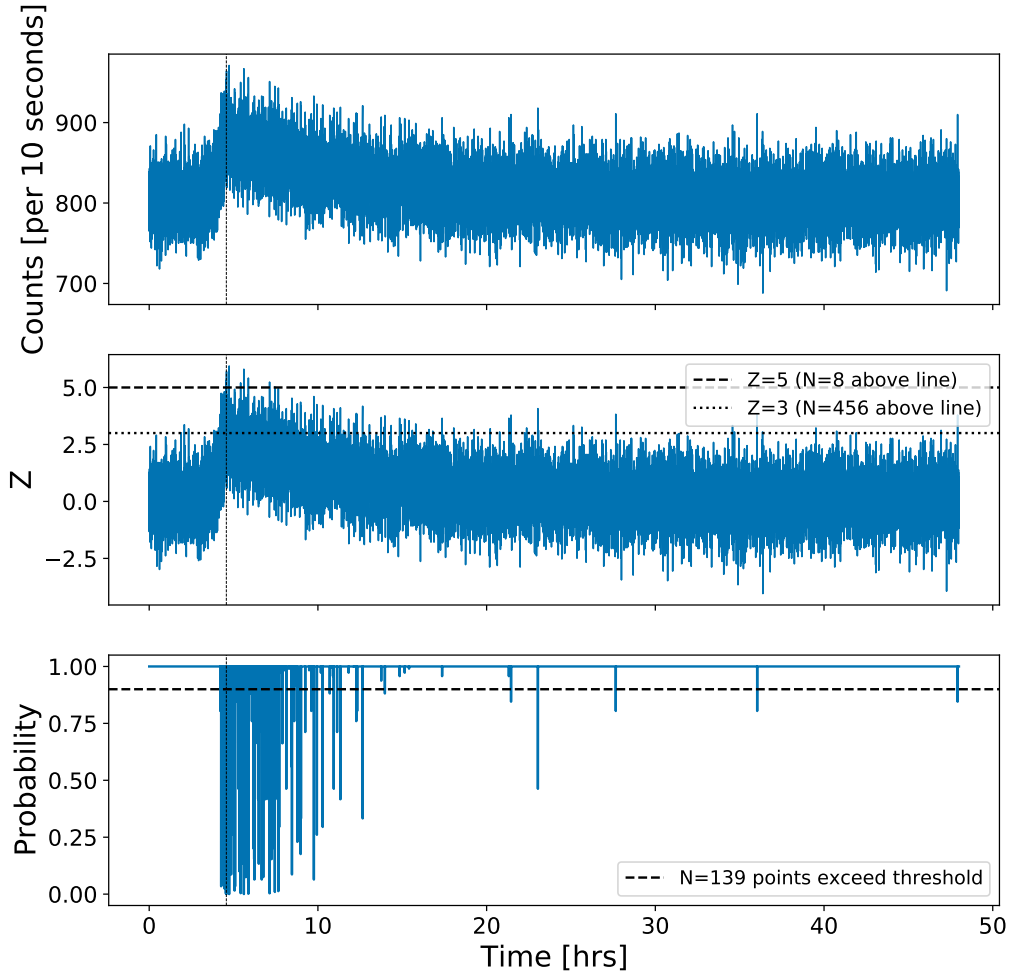 Counts [per 10 seconds]
900
800
700
Z
5.0
2.5
0.0
−2.5
Z=5 (N=8 above line)
Z=3 (N=456 above line)
Probability
1.00
0.75
0.50
0.25
0.00
N=139 points exceed threshold
0 10 20 30 40 50
Time [hrs]